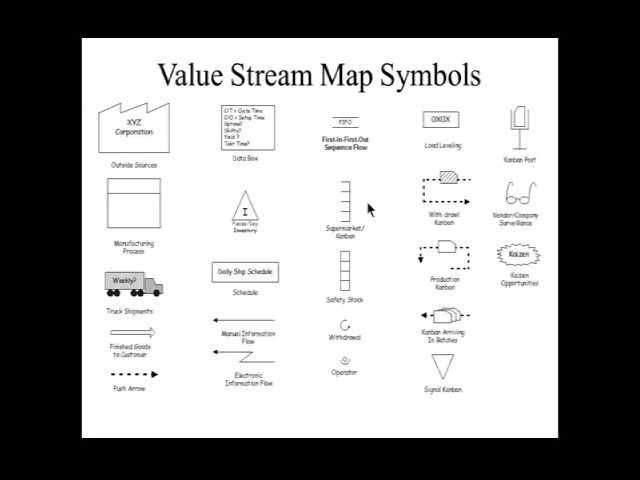 Value Stream Map Symbols
XYZ
Corporation
Outside Sources
C/T = Cycle Time
C/O = Setup Time
Uptime?
Shifts?
Yield ?
Takt Time?
Data Box
FIFO
First-In-First-Out
Sequence Flow
OXOX
Load Leveling
Kanban Post
Manufacturing
Process
I
Pieces/Day
Inventory
Supermarket/
Kanban
With drawl
Kanban
Vendor/Company
Surveillance
Weekly?
Truck Shipments
Daily Ship Schedule
Schedule
Safety Stock
Production
Kanban
Kaizen
Kaizen
Opportunities
Finished Goods
to Customer
Manual Information
Flow
Withdrawal
Kanban Arriving
In Batches
Push Arrow
Electronic
Information Flow
Operator
Signal Kanban